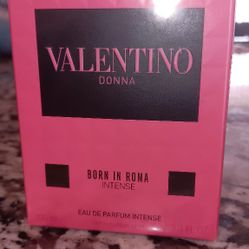 VALENTINO
DONNA
BORN IN ROMA
INTENSE
EAU DE PARFUM INTENSE